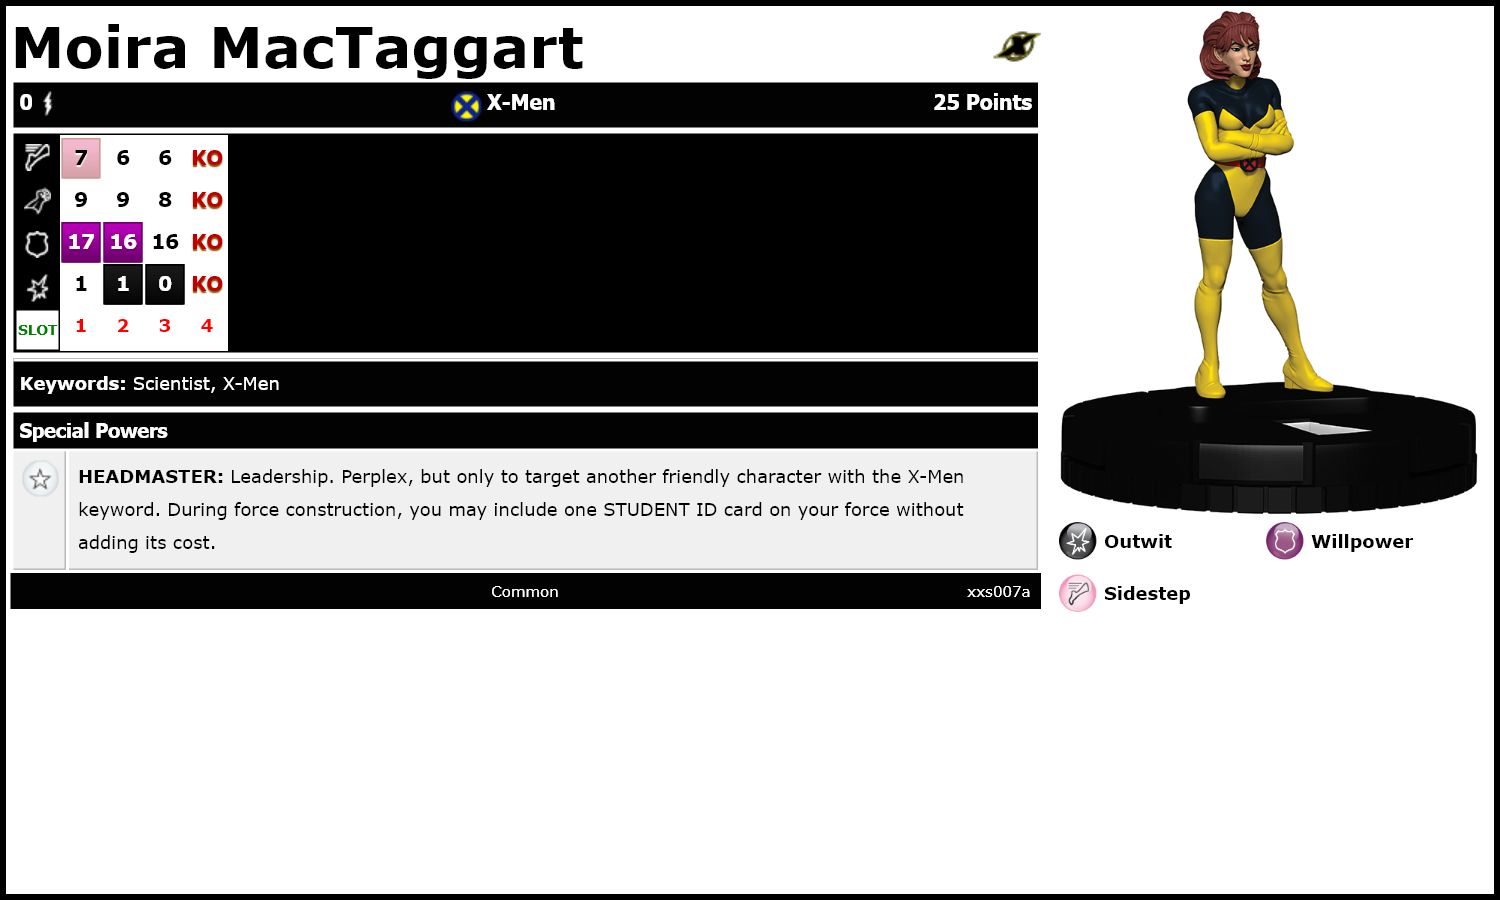 Moira MacTaggart
0 X-Men 25 Points
7 6 6 KO
9 9 8 KO
17 16 16 KO
1 1 0 KO
SLOT 1 2 3 4
Keywords: Scientist, X-Men
Special Powers
HEADMASTER: Leadership. Perplex, but only to target another friendly character with the X-Men
keyword. During force construction, you may include one STUDENT ID card on your force without
adding its cost.
Common xxs007a
Outwit Willpower
Sidestep